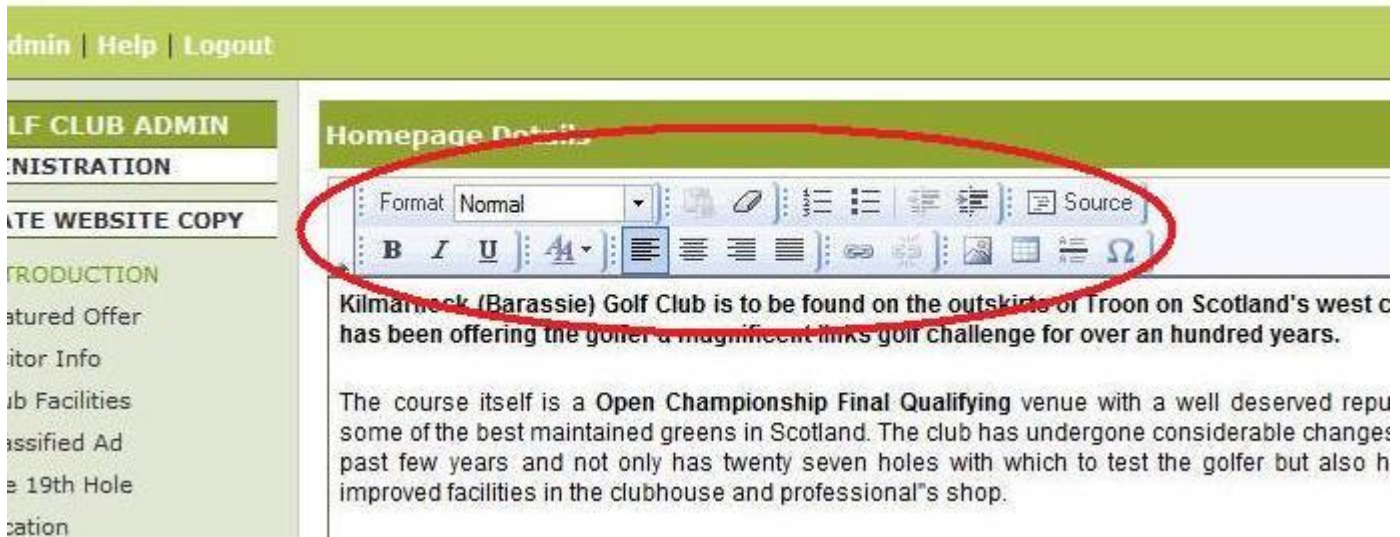 dmin | Help | Logout
LF CLUB ADMIN
INISTRATION
ATE WEBSITE COPY
TRODUCTION
atured Offer
itor Info
ub Facilities
assified Ad
e 19th Hole
cation
Homepage Details
Format Normal Source
B I U
Kilmarnock (Barassie) Golf Club is to be found on the outskirts of Troon on Scotland's west c
has been offering the golfer a magnificent links golf challenge for over an hundred years.
The course itself is a Open Championship Final Qualifying venue with a well deserved repu
some of the best maintained greens in Scotland. The club has undergone considerable changes
past few years and not only has twenty seven holes with which to test the golfer but also h
improved facilities in the clubhouse and professional"s shop.